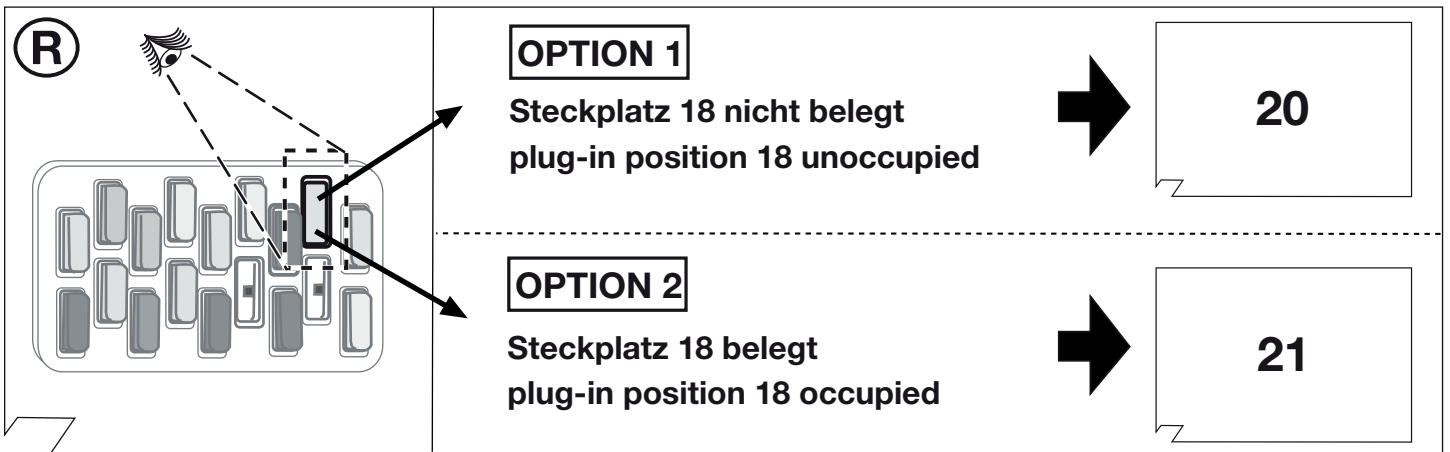 R
OPTION 1
Steckplatz 18 nicht belegt
plug-in position 18 unoccupied
20
OPTION 2
Steckplatz 18 belegt
plug-in position 18 occupied
21